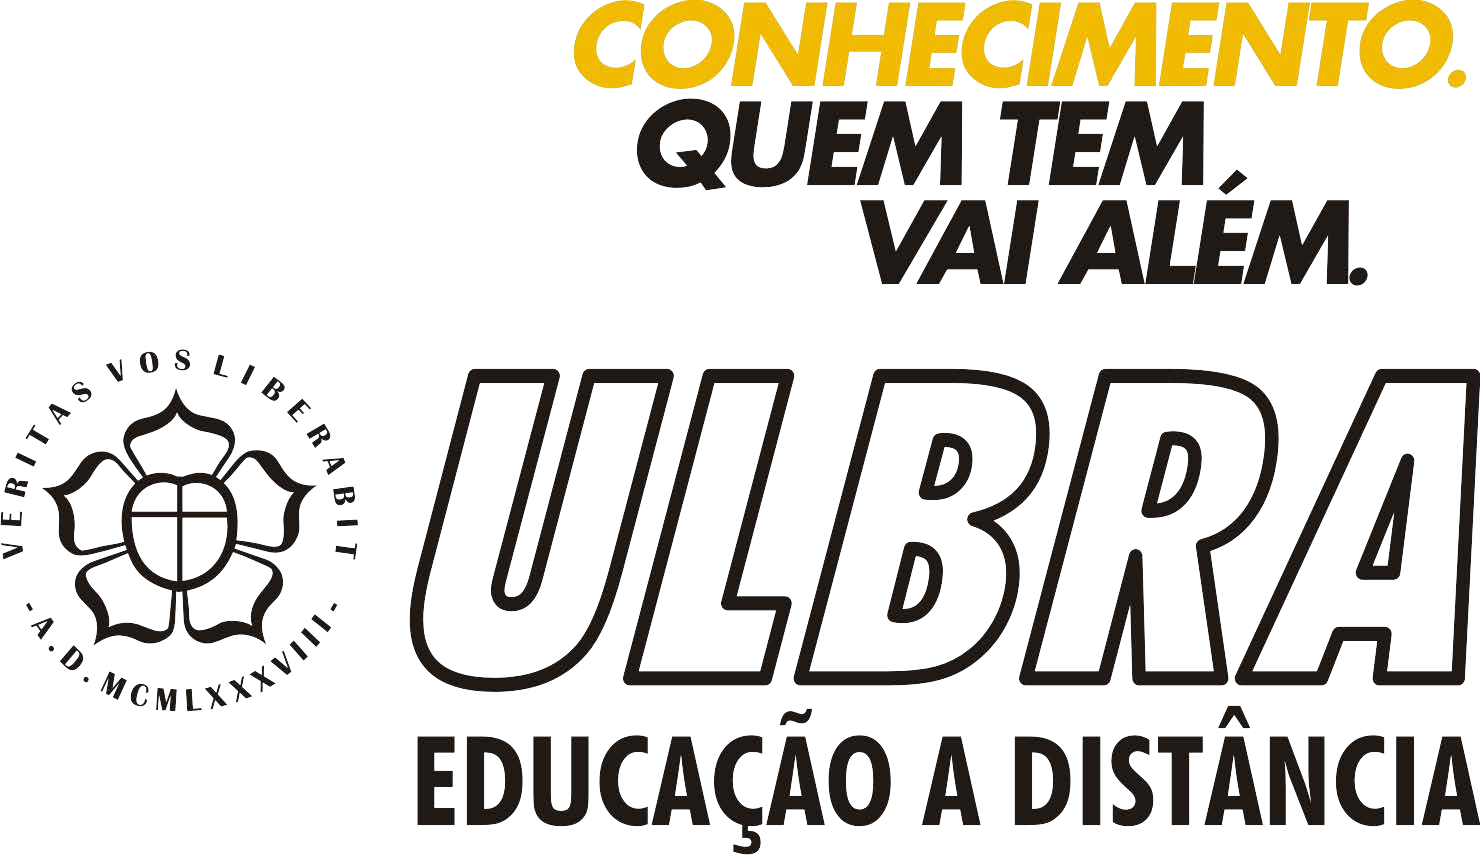 CONHECIMENTO.
QUEM TEM
VAI ALÉM.
VERITAS VOS LIBERABIT
- A.D. MCMLXXXVIII -
ULBRA
EDUCAÇÃO A DISTÂNCIA